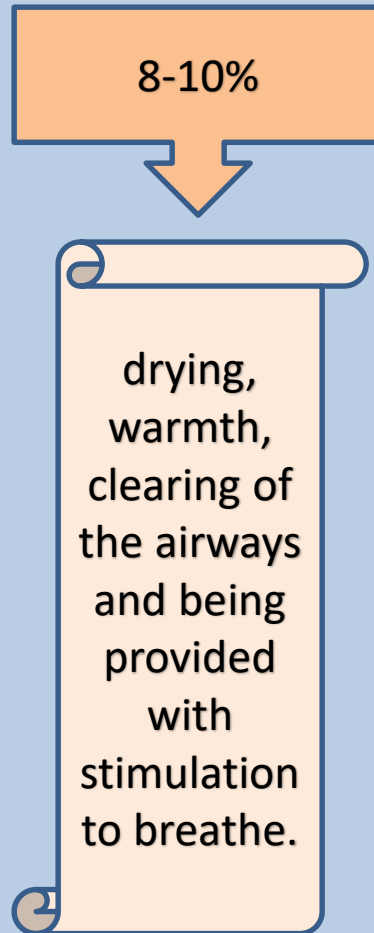 8-10%
drying,
warmth,
clearing of
the airways
and being
provided
with
stimulation
to breathe.